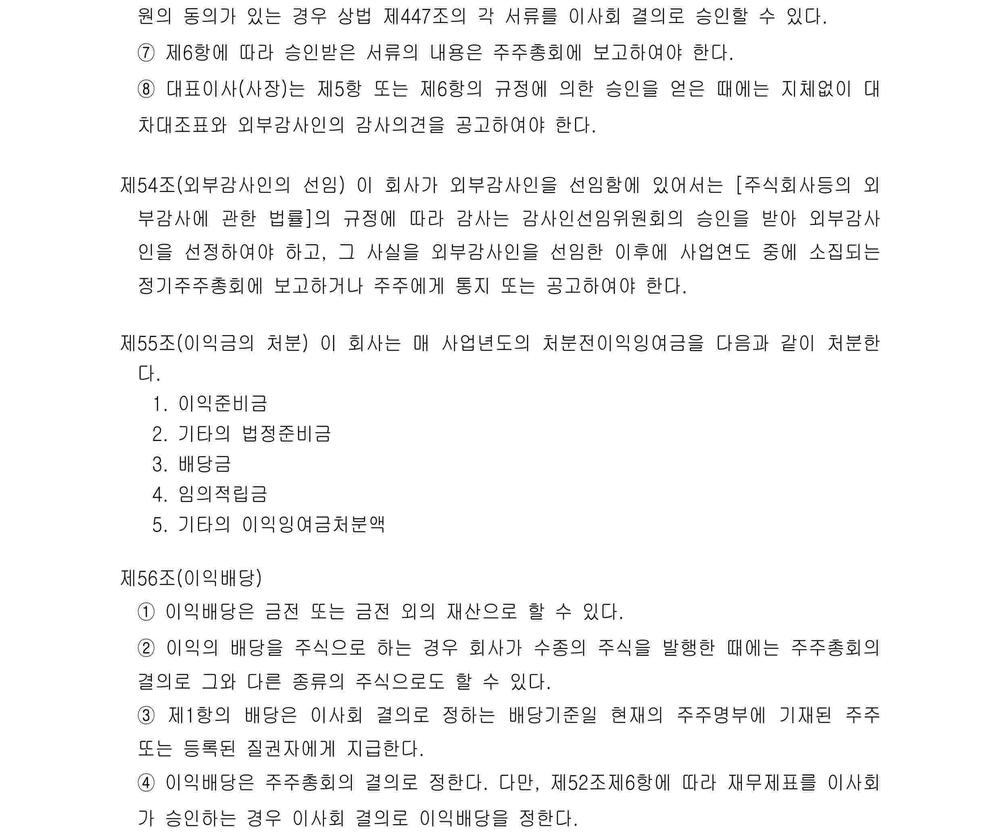 원의 동의가 있는 경우 상법 제447조의 각 서류를 이사회 결의로 승인할 수 있다.
⑦ 제6항에 따라 승인받은 서류의 내용은 주주총회에 보고하여야 한다.
⑧ 대표이사(사장)는 제5항 또는 제6항의 규정에 의한 승인을 얻은 때에는 지체없이 대
차대조표와 외부감사인의 감사의견을 공고하여야 한다.
제54조(외부감사인의 선임) 이 회사가 외부감사인을 선임함에 있어서는 [주식회사등의 외
부감사에 관한 법률]의 규정에 따라 감사는 감사인선임위원회의 승인을 받아 외부감사
인을 선정하여야 하고, 그 사실을 외부감사인을 선임한 이후에 사업연도 중에 소집되는
정기주주총회에 보고하거나 주주에게 통지 또는 공고하여야 한다.
제55조(이익금의 처분) 이 회사는 매 사업년도의 처분전이익잉여금을 다음과 같이 처분한
다.
1. 이익준비금
2. 기타의 법정준비금
3. 배당금
4. 임의적립금
5. 기타의 이익잉여금처분액
제56조(이익배당)
① 이익배당은 금전 또는 금전 외의 재산으로 할 수 있다.
② 이익의 배당을 주식으로 하는 경우 회사가 수종의 주식을 발행한 때에는 주주총회의
결의로 그와 다른 종류의 주식으로도 할 수 있다.
③ 제1항의 배당은 이사회 결의로 정하는 배당기준일 현재의 주주명부에 기재된 주주
또는 등록된 질권자에게 지급한다.
④ 이익배당은 주주총회의 결의로 정한다. 다만, 제52조제6항에 따라 재무제표를 이사회
가 승인하는 경우 이사회 결의로 이익배당을 정한다.